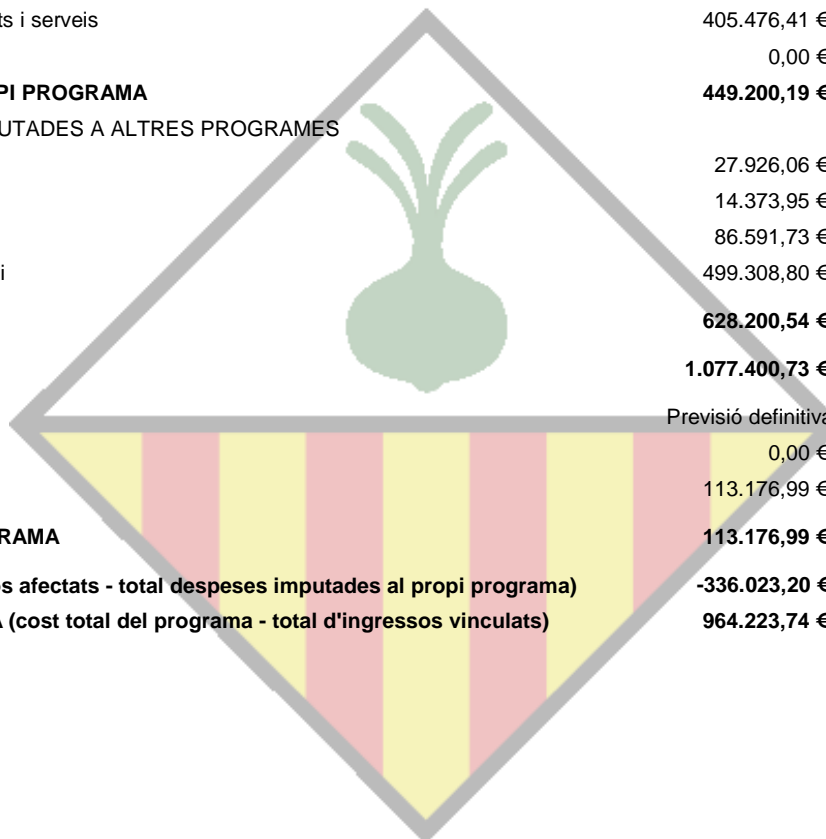 ts i serveis 405.476,41 €
0,00 €
PI PROGRAMA 449.200,19 €
UTADES A ALTRES PROGRAMES
27.926,06 €
14.373,95 €
86.591,73 €
i 499.308,80 €
628.200,54 €
1.077.400,73 €
Previsió definitiva
0,00 €
113.176,99 €
RAMA 113.176,99 €
s afectats - total despeses imputades al propi programa) -336.023,20 €
(cost total del programa - total d'ingressos vinculats) 964.223,74 €